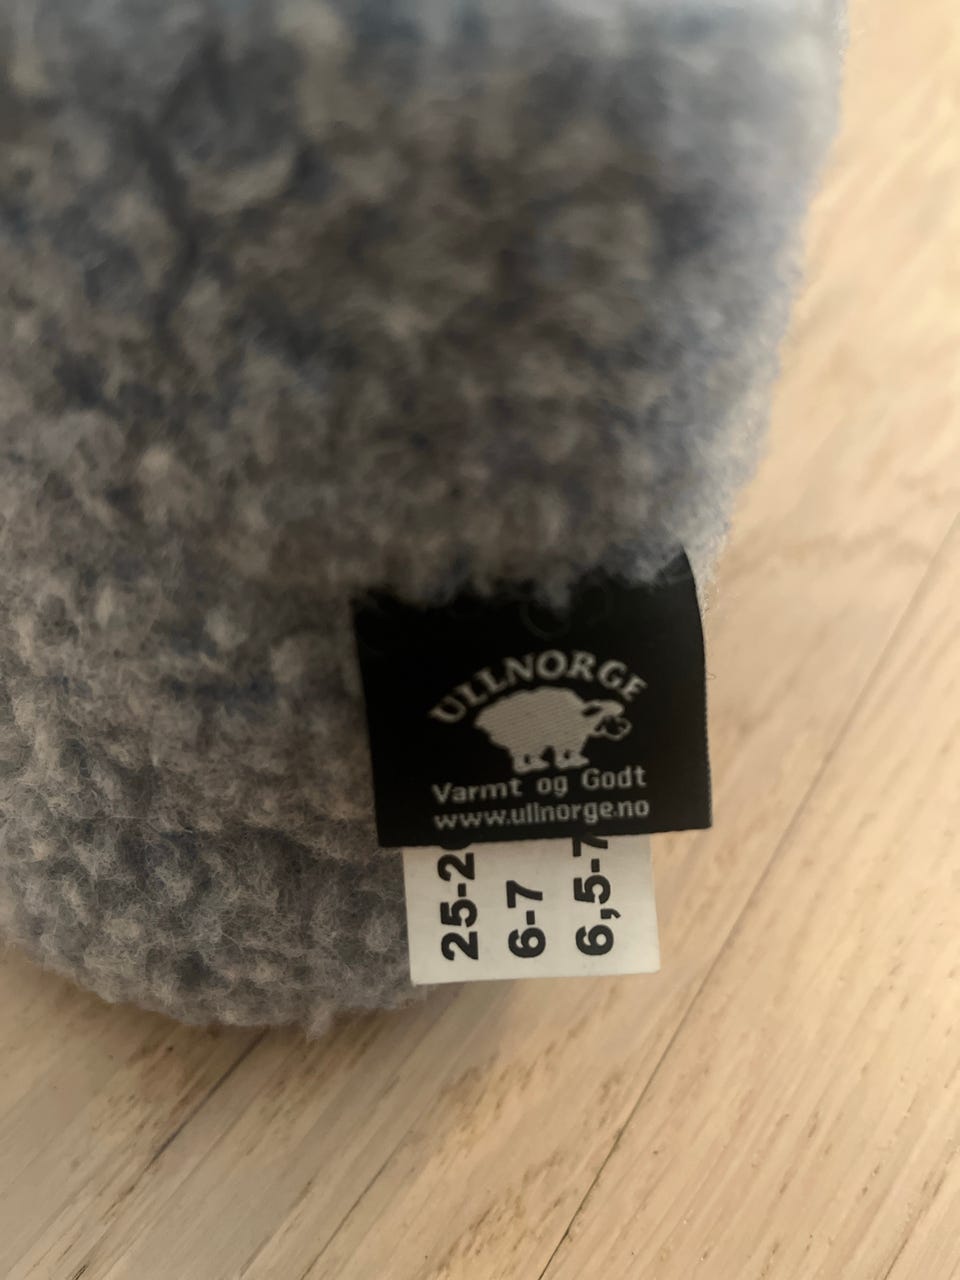 ULLNORGE
Varmt og Godt
www.ullnorge.no
25-2
6-7
6,5-7